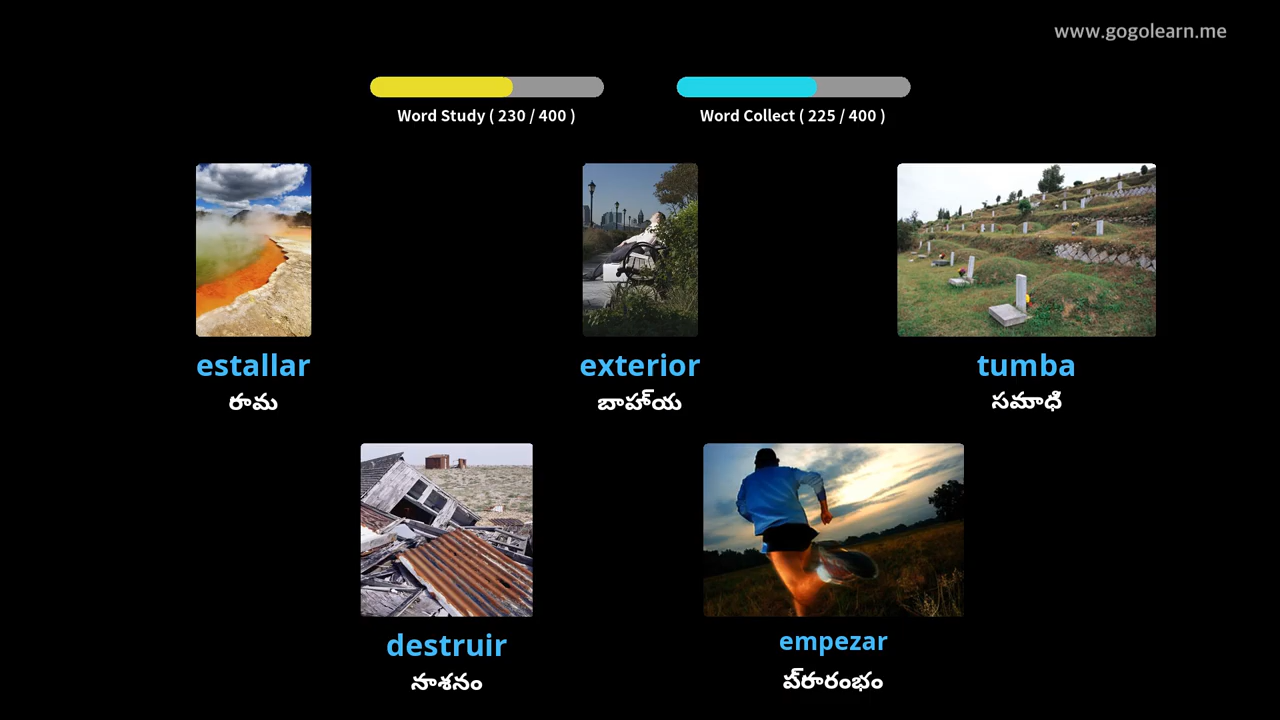 www.gogolearn.me
Word Study ( 230 / 400 )
Word Collect ( 225 / 400 )
estallar
exterior
tumba
రామ
బాహ్య
సమాధి
destruir
empezar
నాశనం
ప్రారంభం